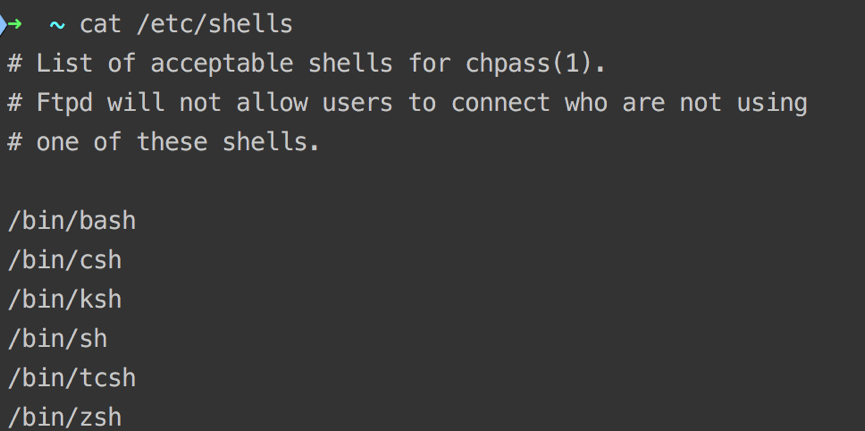 ➜ ~ cat /etc/shells
# List of acceptable shells for chpass(1).
# Ftpd will not allow users to connect who are not using
# one of these shells.
/bin/bash
/bin/csh
/bin/ksh
/bin/sh
/bin/tcsh
/bin/zsh